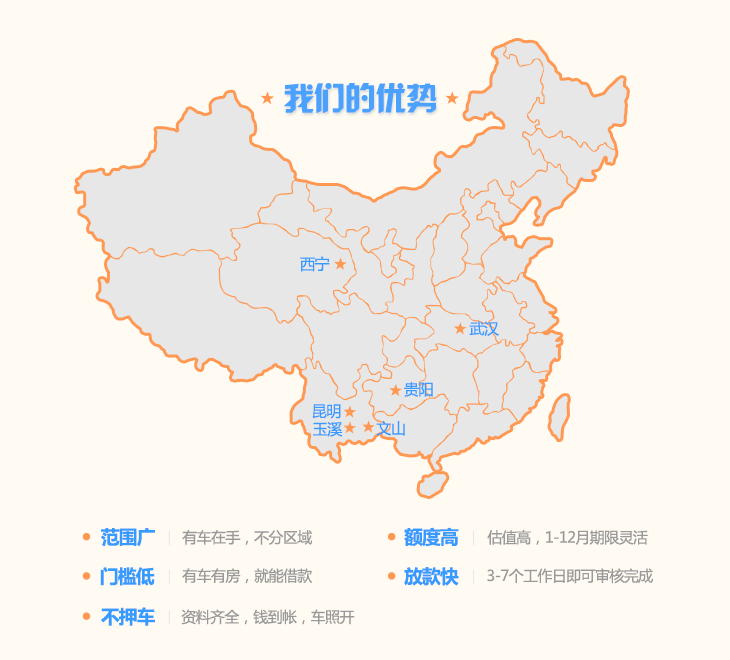 我们的优势
西宁
武汉
贵阳
昆明
玉溪 文山
范围广 有车在手，不分区域
额度高 估值高，1-12月期限灵活
门槛低 有车有房，就能借款
放款快 3-7个工作日即可审核完成
不押车 资料齐全，钱到帐，车照开